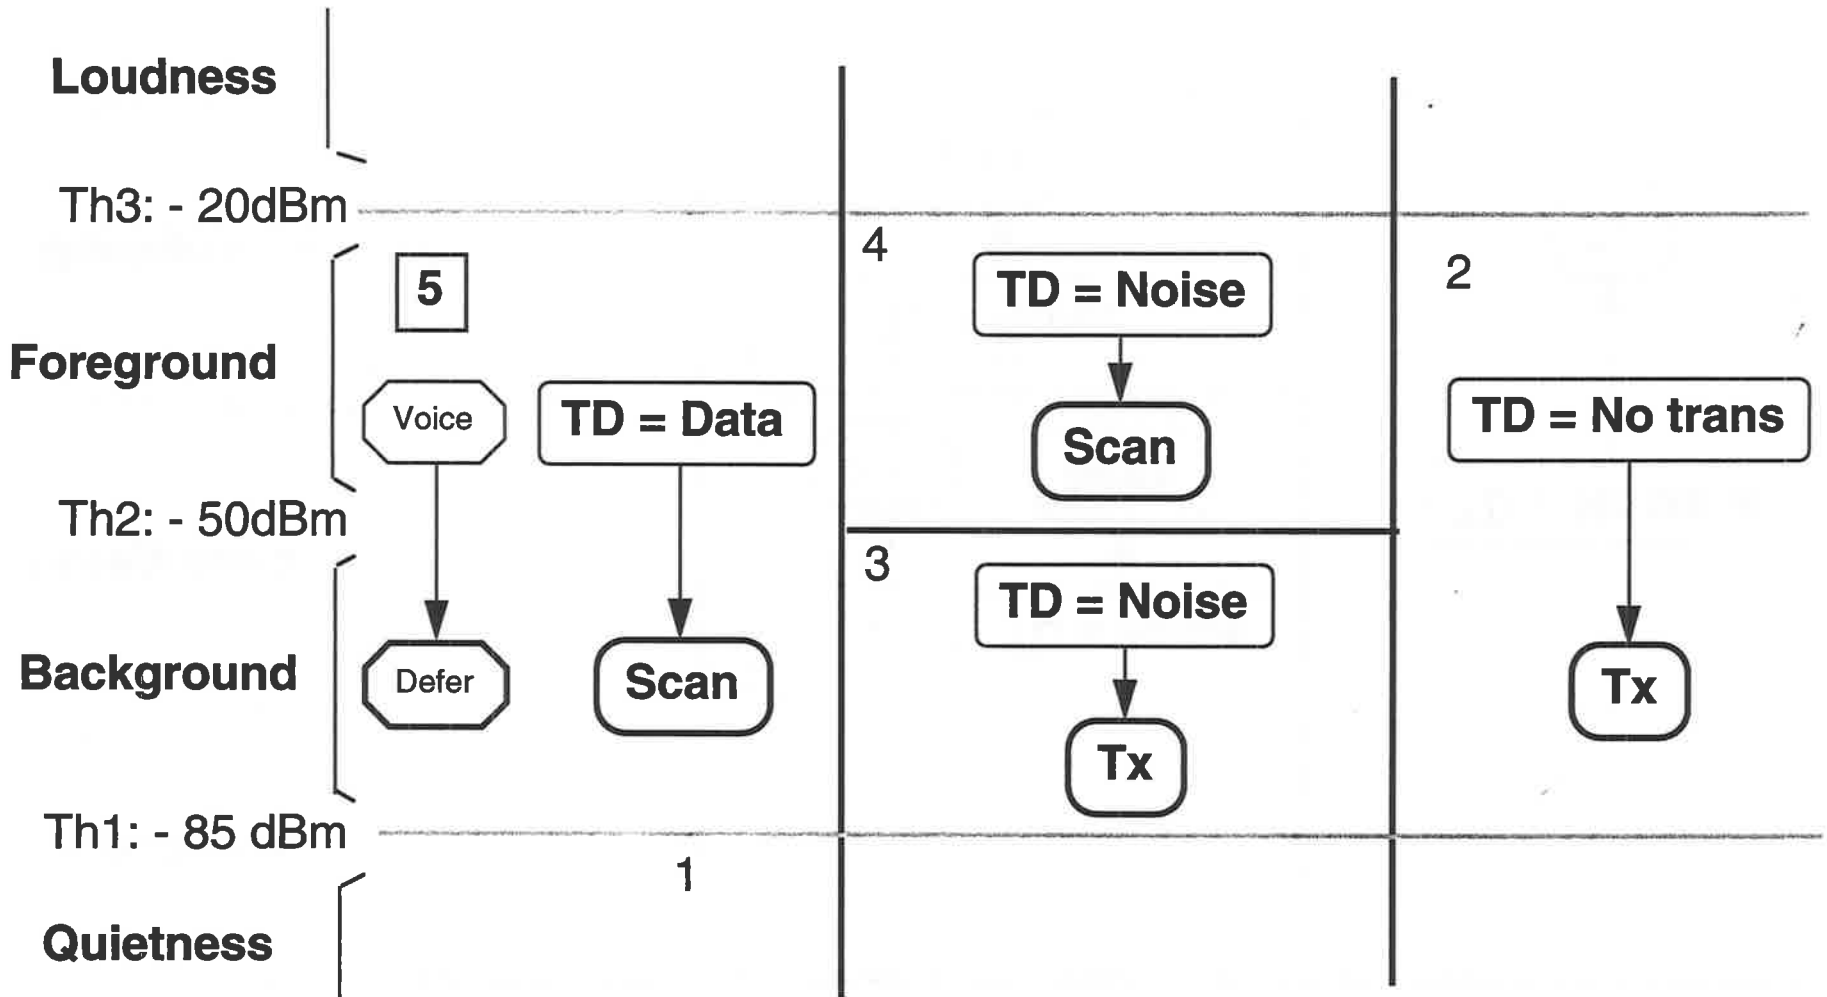 Loudness
Th3: - 20dBm
4
2
5
TD = Noise
Foreground
Voice
TD = Data
Scan
TD = No trans
Th2: - 50dBm
3
TD = Noise
Background
Defer
Scan
Tx
Tx
Th1: - 85 dBm
1
Quietness